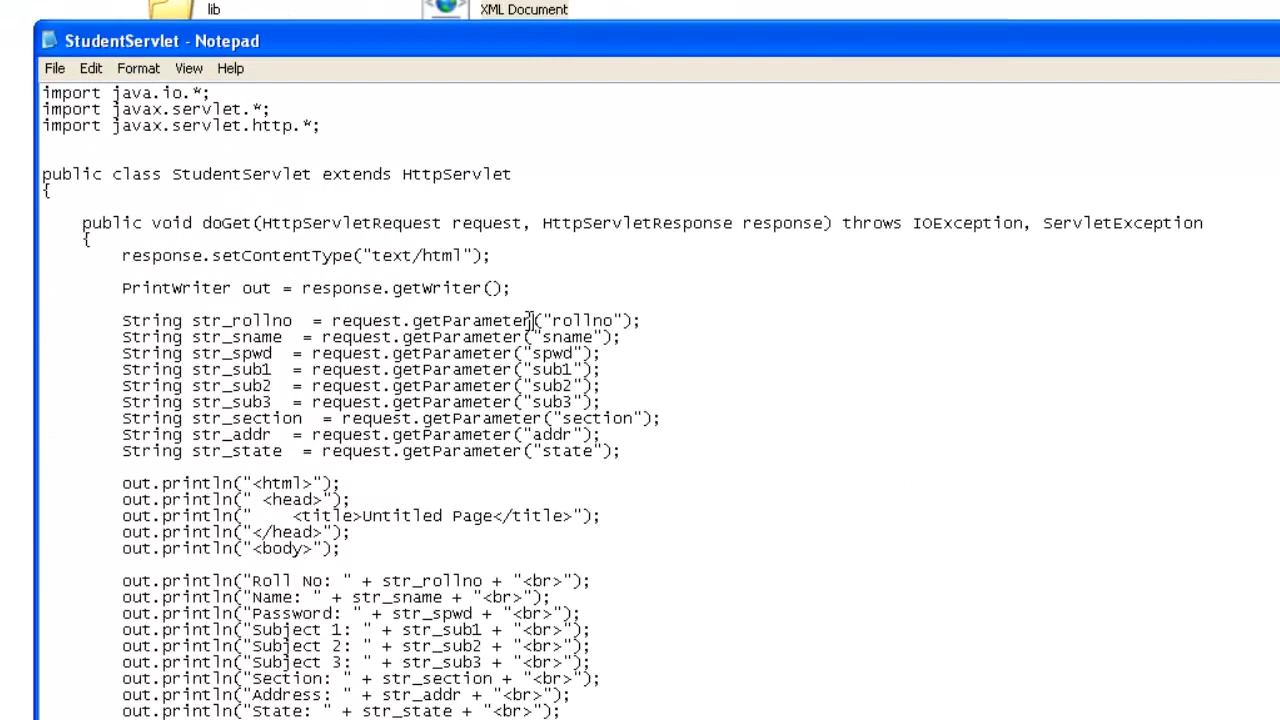 lib
XML Document
StudentServlet - Notepad
File Edit Format View Help
import java.io.*;
import javax.servlet.*;
import javax.servlet.http.*;
public class StudentServlet extends HttpServlet
{
public void doGet(HttpServletRequest request, HttpServletResponse response) throws IOException, ServletException
{
response.setContentType("text/html");
PrintWriter out = response.getWriter();
String str_rollno = request.getParameter("rollno");
String str_sname = request.getParameter("sname");
String str_spwd = request.getParameter("spwd");
String str_sub1 = request.getParameter("sub1");
String str_sub2 = request.getParameter("sub2");
String str_sub3 = request.getParameter("sub3");
String str_section = request.getParameter("section");
String str_addr = request.getParameter("addr");
String str_state = request.getParameter("state");
out.println("<html>");
out.println(" <head>");
out.println("    <title>Untitled Page</title>");
out.println("</head>");
out.println("<body>");
out.println("Roll No: " + str_rollno + "<br>");
out.println("Name: " + str_sname + "<br>");
out.println("Password: " + str_spwd + "<br>");
out.println("Subject 1: " + str_sub1 + "<br>");
out.println("Subject 2: " + str_sub2 + "<br>");
out.println("Subject 3: " + str_sub3 + "<br>");
out.println("Section: " + str_section + "<br>");
out.println("Address: " + str_addr + "<br>");
out.println("State: " + str_state + "<br>");